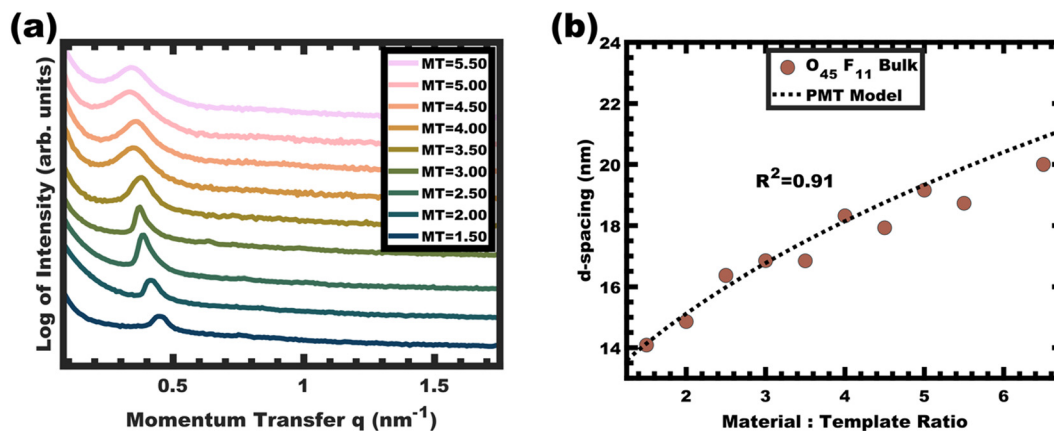 (a)
Log of Intensity (arb. units)
MT=5.50
MT=5.00
MT=4.50
MT=4.00
MT=3.50
MT=3.00
MT=2.50
MT=2.00
MT=1.50
0.5 1 1.5
Momentum Transfer q (nm⁻¹)
(b)
d-spacing (nm)
24
22
20
18
16
14
O₄₅ F₁₁ Bulk
PMT Model
R²=0.91
2 3 4 5 6
Material : Template Ratio